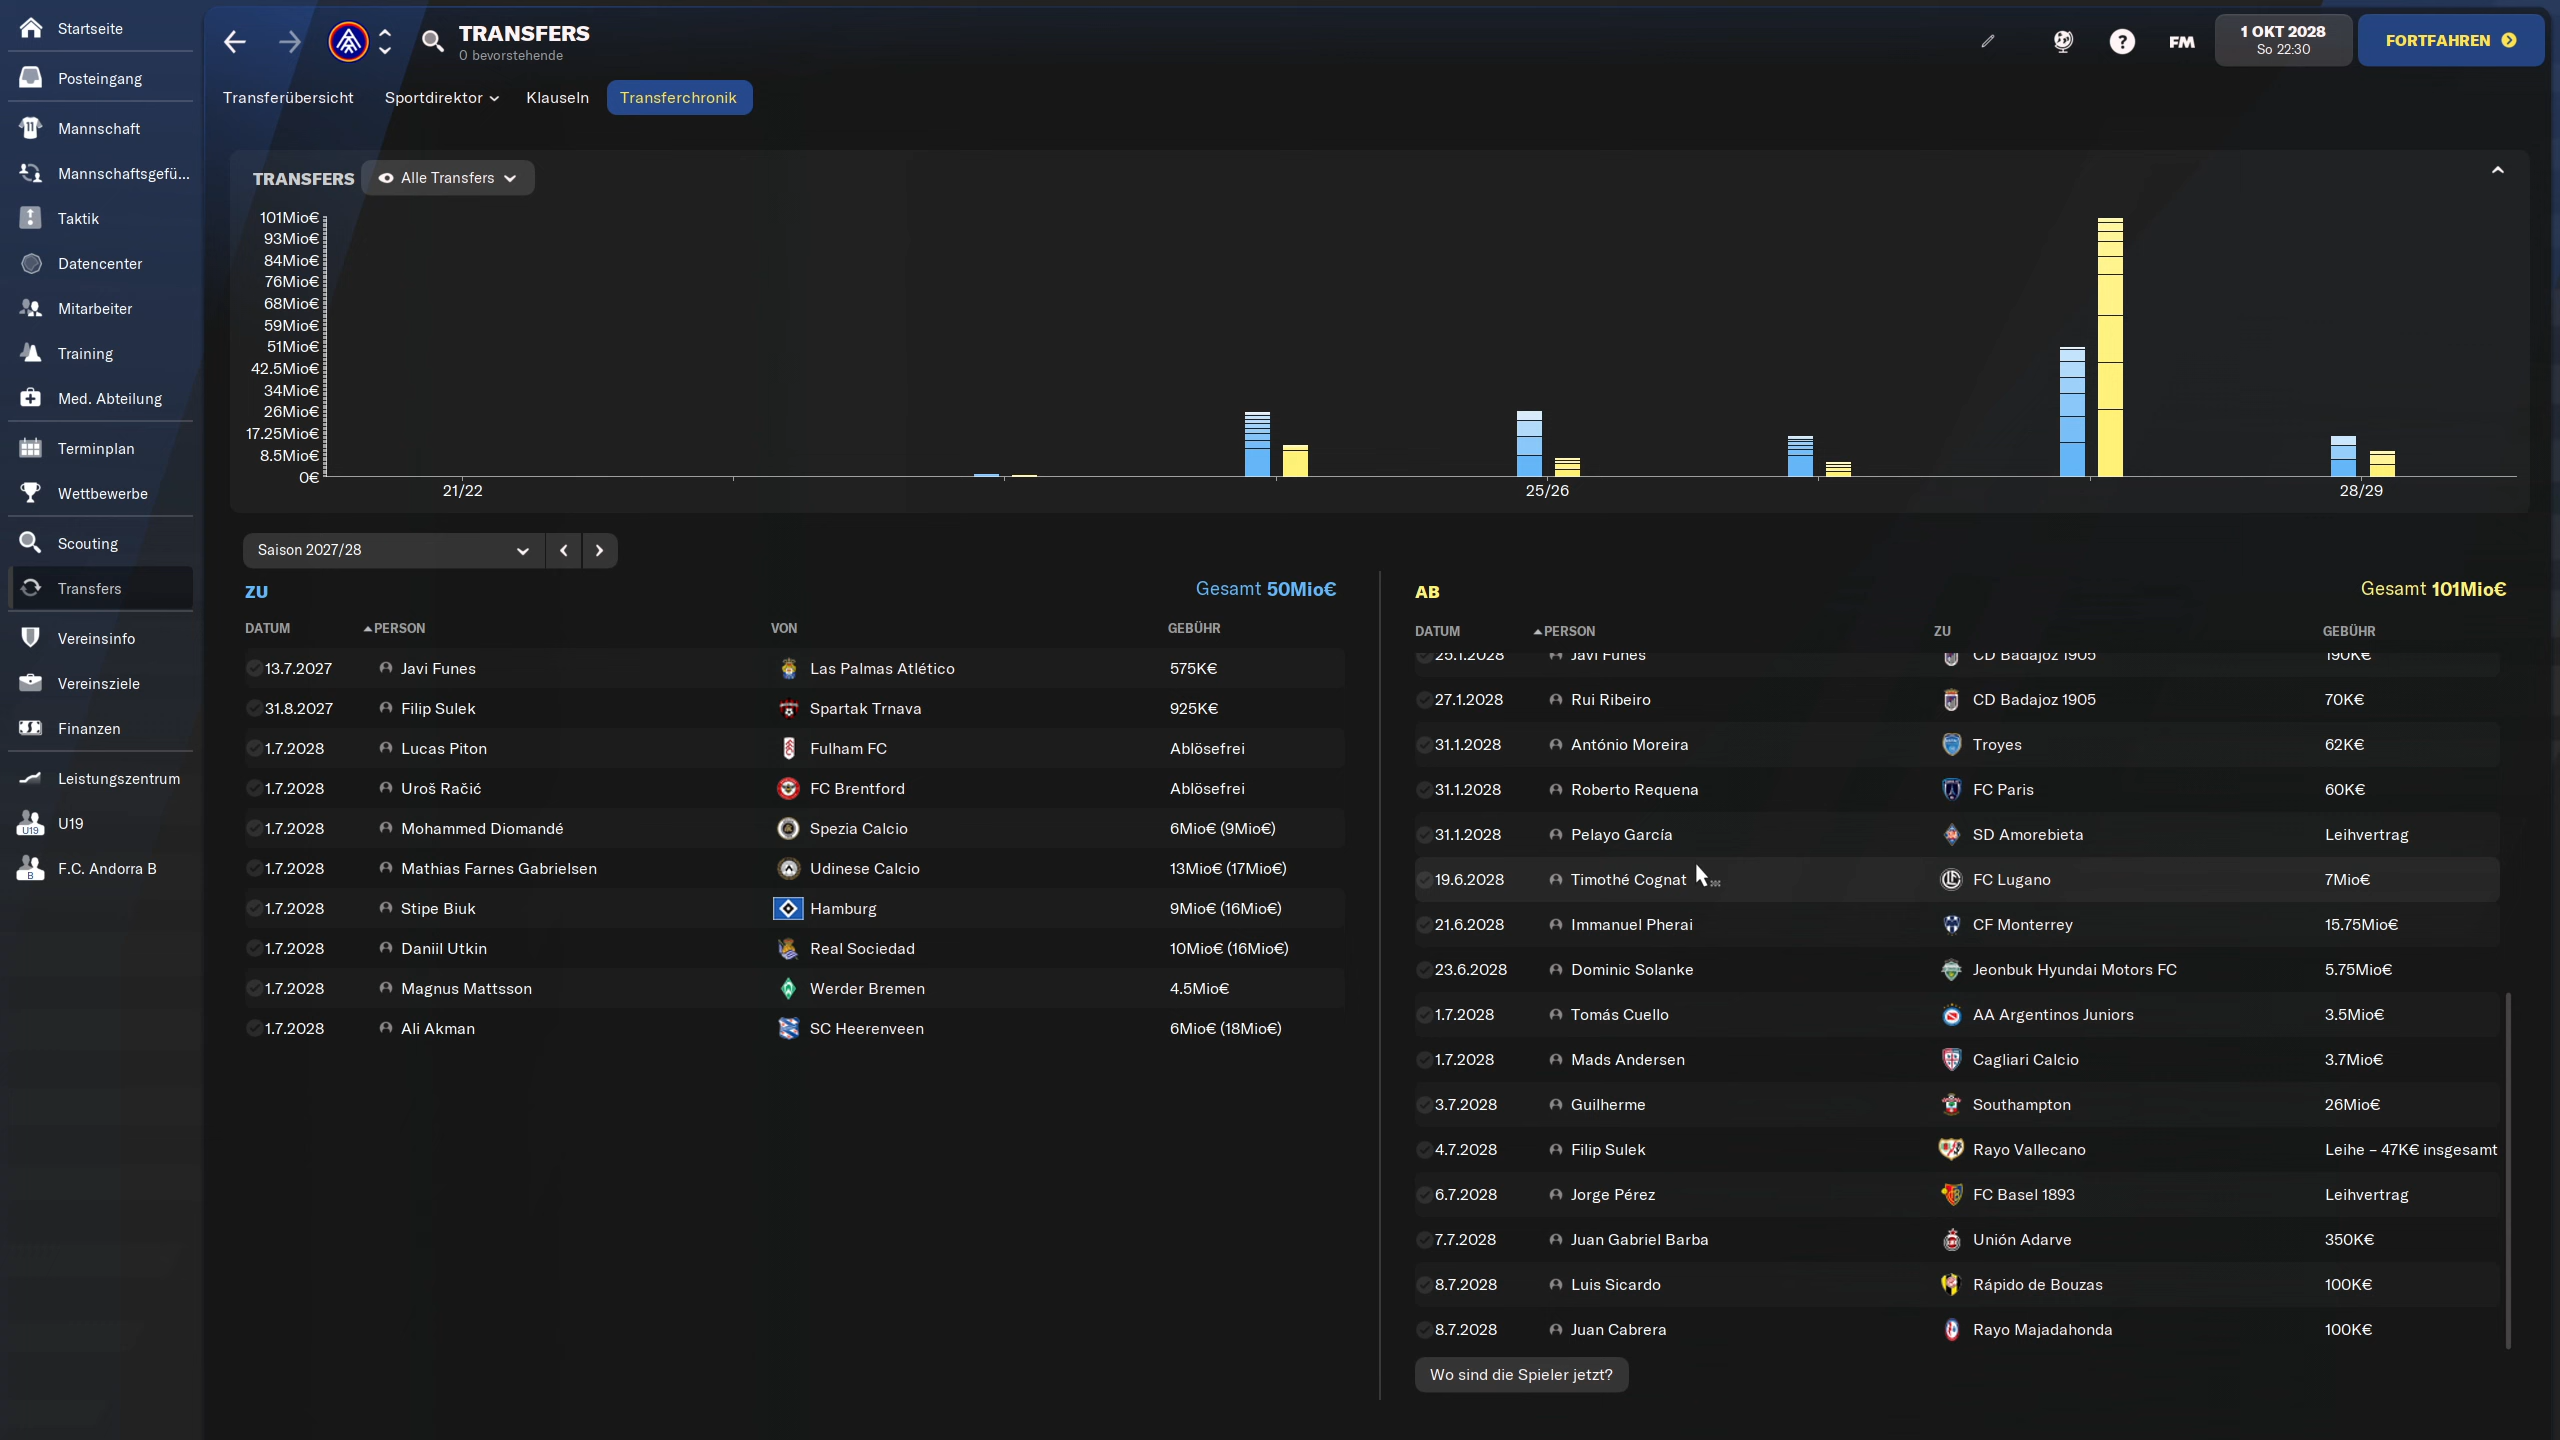 Startseite
Posteingang
Mannschaft
Mannschaftsgefü...
Taktik
Datencenter
Mitarbeiter
Training
Med. Abteilung
Terminplan
Wettbewerbe
Scouting
Transfers
Vereinsinfo
Vereinsziele
Finanzen
Leistungszentrum
U19 U19
B F.C. Andorra B
TRANSFERS
0 bevorstehende
FM
1 OKT 2028
So 22:30
FORTFAHREN
Transferübersicht Sportdirektor Klauseln Transferchronik
TRANSFERS Alle Transfers
101Mio€
93Mio€
84Mio€
76Mio€
68Mio€
59Mio€
51Mio€
42.5Mio€
34Mio€
26Mio€
17.25Mio€
8.5Mio€
0€
21/22 25/26 28/29
Saison 2027/28
ZU Gesamt 50Mio€
DATUM PERSON VON GEBÜHR
13.7.2027 Javi Funes Las Palmas Atlético 575K€
31.8.2027 Filip Sulek Spartak Trnava 925K€
1.7.2028 Lucas Piton Fulham FC Ablösefrei
1.7.2028 Uroš Račić FC Brentford Ablösefrei
1.7.2028 Mohammed Diomandé Spezia Calcio 6Mio€ (9Mio€)
1.7.2028 Mathias Farnes Gabrielsen Udinese Calcio 13Mio€ (17Mio€)
1.7.2028 Stipe Biuk Hamburg 9Mio€ (16Mio€)
1.7.2028 Daniil Utkin Real Sociedad 10Mio€ (16Mio€)
1.7.2028 Magnus Mattsson Werder Bremen 4.5Mio€
1.7.2028 Ali Akman SC Heerenveen 6Mio€ (18Mio€)
AB Gesamt 101Mio€
DATUM PERSON ZU GEBÜHR
25.1.2028 Javi Funes CD Badajoz 1905 190K€
27.1.2028 Rui Ribeiro CD Badajoz 1905 70K€
31.1.2028 António Moreira Troyes 62K€
31.1.2028 Roberto Requena FC Paris 60K€
31.1.2028 Pelayo García SD Amorebieta Leihvertrag
19.6.2028 Timothé Cognat FC Lugano 7Mio€
21.6.2028 Immanuel Pherai CF Monterrey 15.75Mio€
23.6.2028 Dominic Solanke Jeonbuk Hyundai Motors FC 5.75Mio€
1.7.2028 Tomás Cuello AA Argentinos Juniors 3.5Mio€
1.7.2028 Mads Andersen Cagliari Calcio 3.7Mio€
3.7.2028 Guilherme Southampton 26Mio€
4.7.2028 Filip Sulek Rayo Vallecano Leihe – 47K€ insgesamt
6.7.2028 Jorge Pérez FC Basel 1893 Leihvertrag
7.7.2028 Juan Gabriel Barba Unión Adarve 350K€
8.7.2028 Luis Sicardo Rápido de Bouzas 100K€
8.7.2028 Juan Cabrera Rayo Majadahonda 100K€
Wo sind die Spieler jetzt?